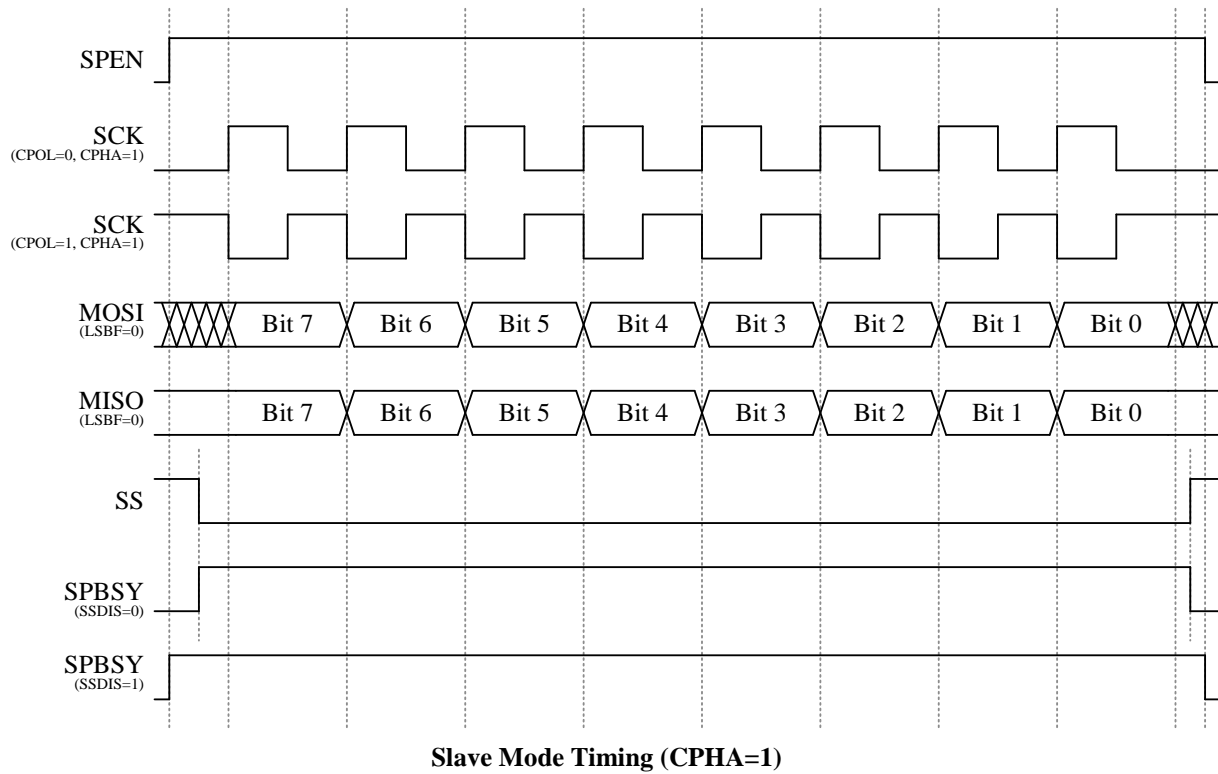 SPEN
SCK
(CPOL=0, CPHA=1)
SCK
(CPOL=1, CPHA=1)
MOSI
(LSBF=0)
Bit 7 Bit 6 Bit 5 Bit 4 Bit 3 Bit 2 Bit 1 Bit 0
MISO
(LSBF=0)
Bit 7 Bit 6 Bit 5 Bit 4 Bit 3 Bit 2 Bit 1 Bit 0
SS
SPBSY
(SSDIS=0)
SPBSY
(SSDIS=1)
Slave Mode Timing (CPHA=1)